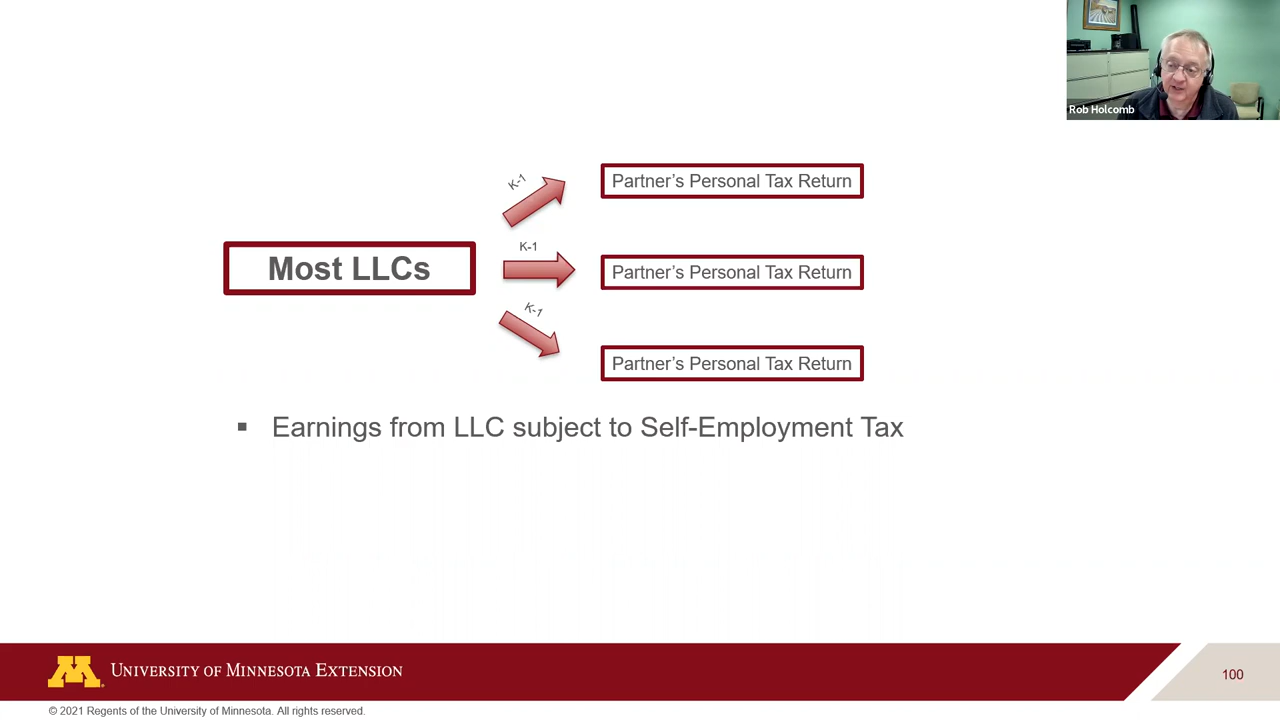 Rob Holcomb
K-1
Partner's Personal Tax Return
Most LLCs
K-1
Partner's Personal Tax Return
K-1
Partner's Personal Tax Return
▪ Earnings from LLC subject to Self-Employment Tax
M
UNIVERSITY OF MINNESOTA EXTENSION
100
© 2021 Regents of the University of Minnesota. All rights reserved.